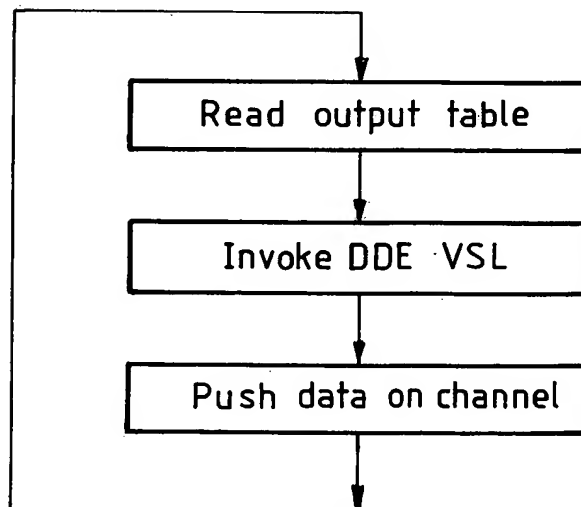 Read output table
Invoke DDE VSL
Push data on channel